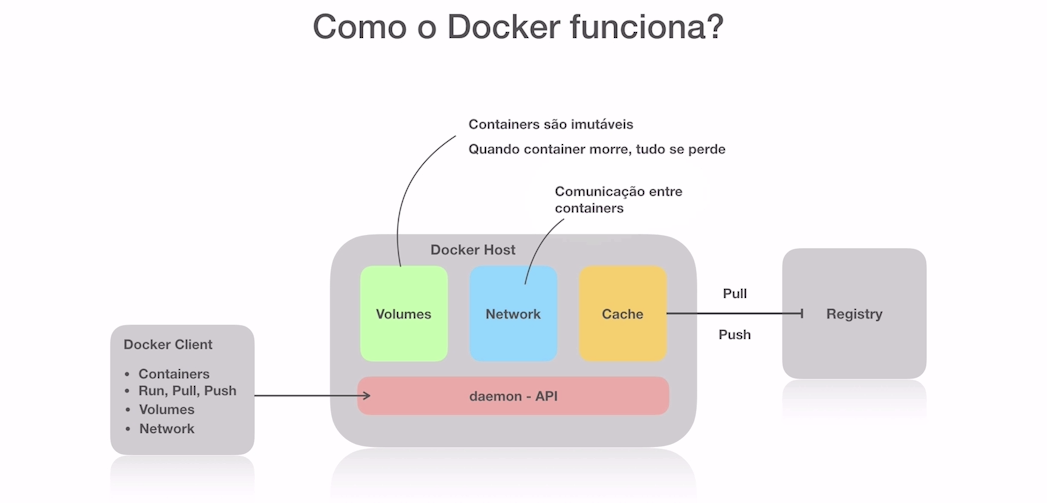 Como o Docker funciona?
Containers são imutáveis
Quando container morre, tudo se perde
Comunicação entre
containers
Docker Host
Volumes
Network
Cache
daemon - API
Docker Client
• Containers
• Run, Pull, Push
• Volumes
• Network
Pull
Push
Registry